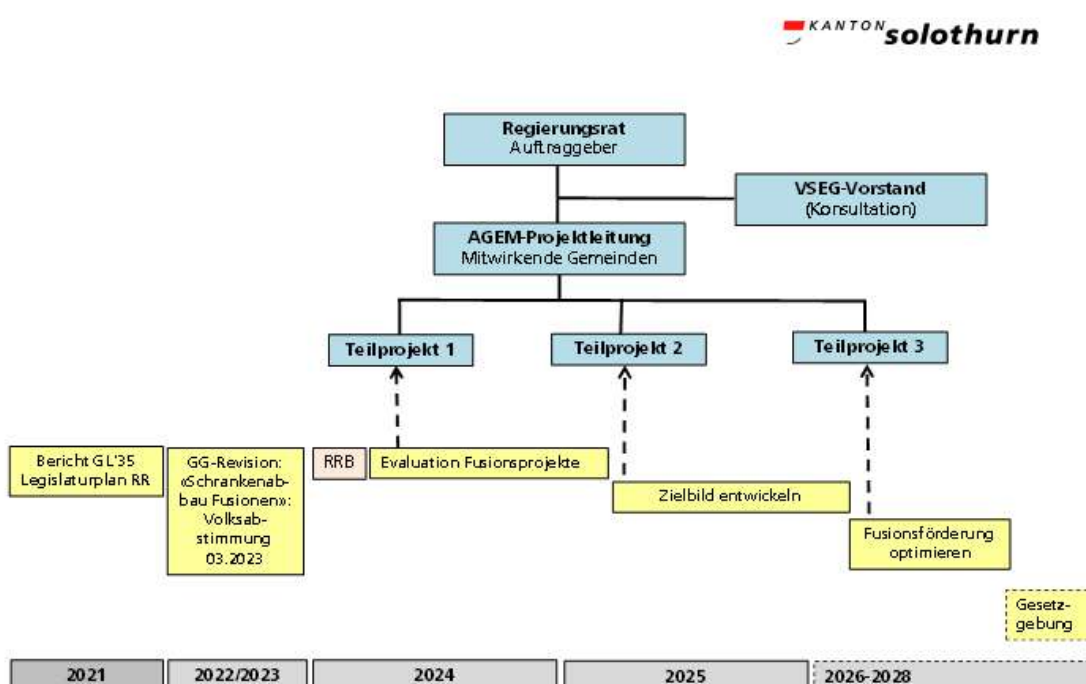 KANTON solothurn
Regierungsrat
Auftraggeber
VSEG-Vorstand
(Konsultation)
AGEM-Projektleitung
Mitwirkende Gemeinden
Teilprojekt 1
Teilprojekt 2
Teilprojekt 3
Bericht GL'35
Legislaturplan RR
GG-Revision:
«Schrankenab-
bau Fusionen»:
Volksab-
stimmung
03.2023
RRB
Evaluation Fusionsprojekte
Zielbild entwickeln
Fusionsförderung
optimieren
Gesetz-
gebung
2021
2022/2023
2024
2025
2026-2028